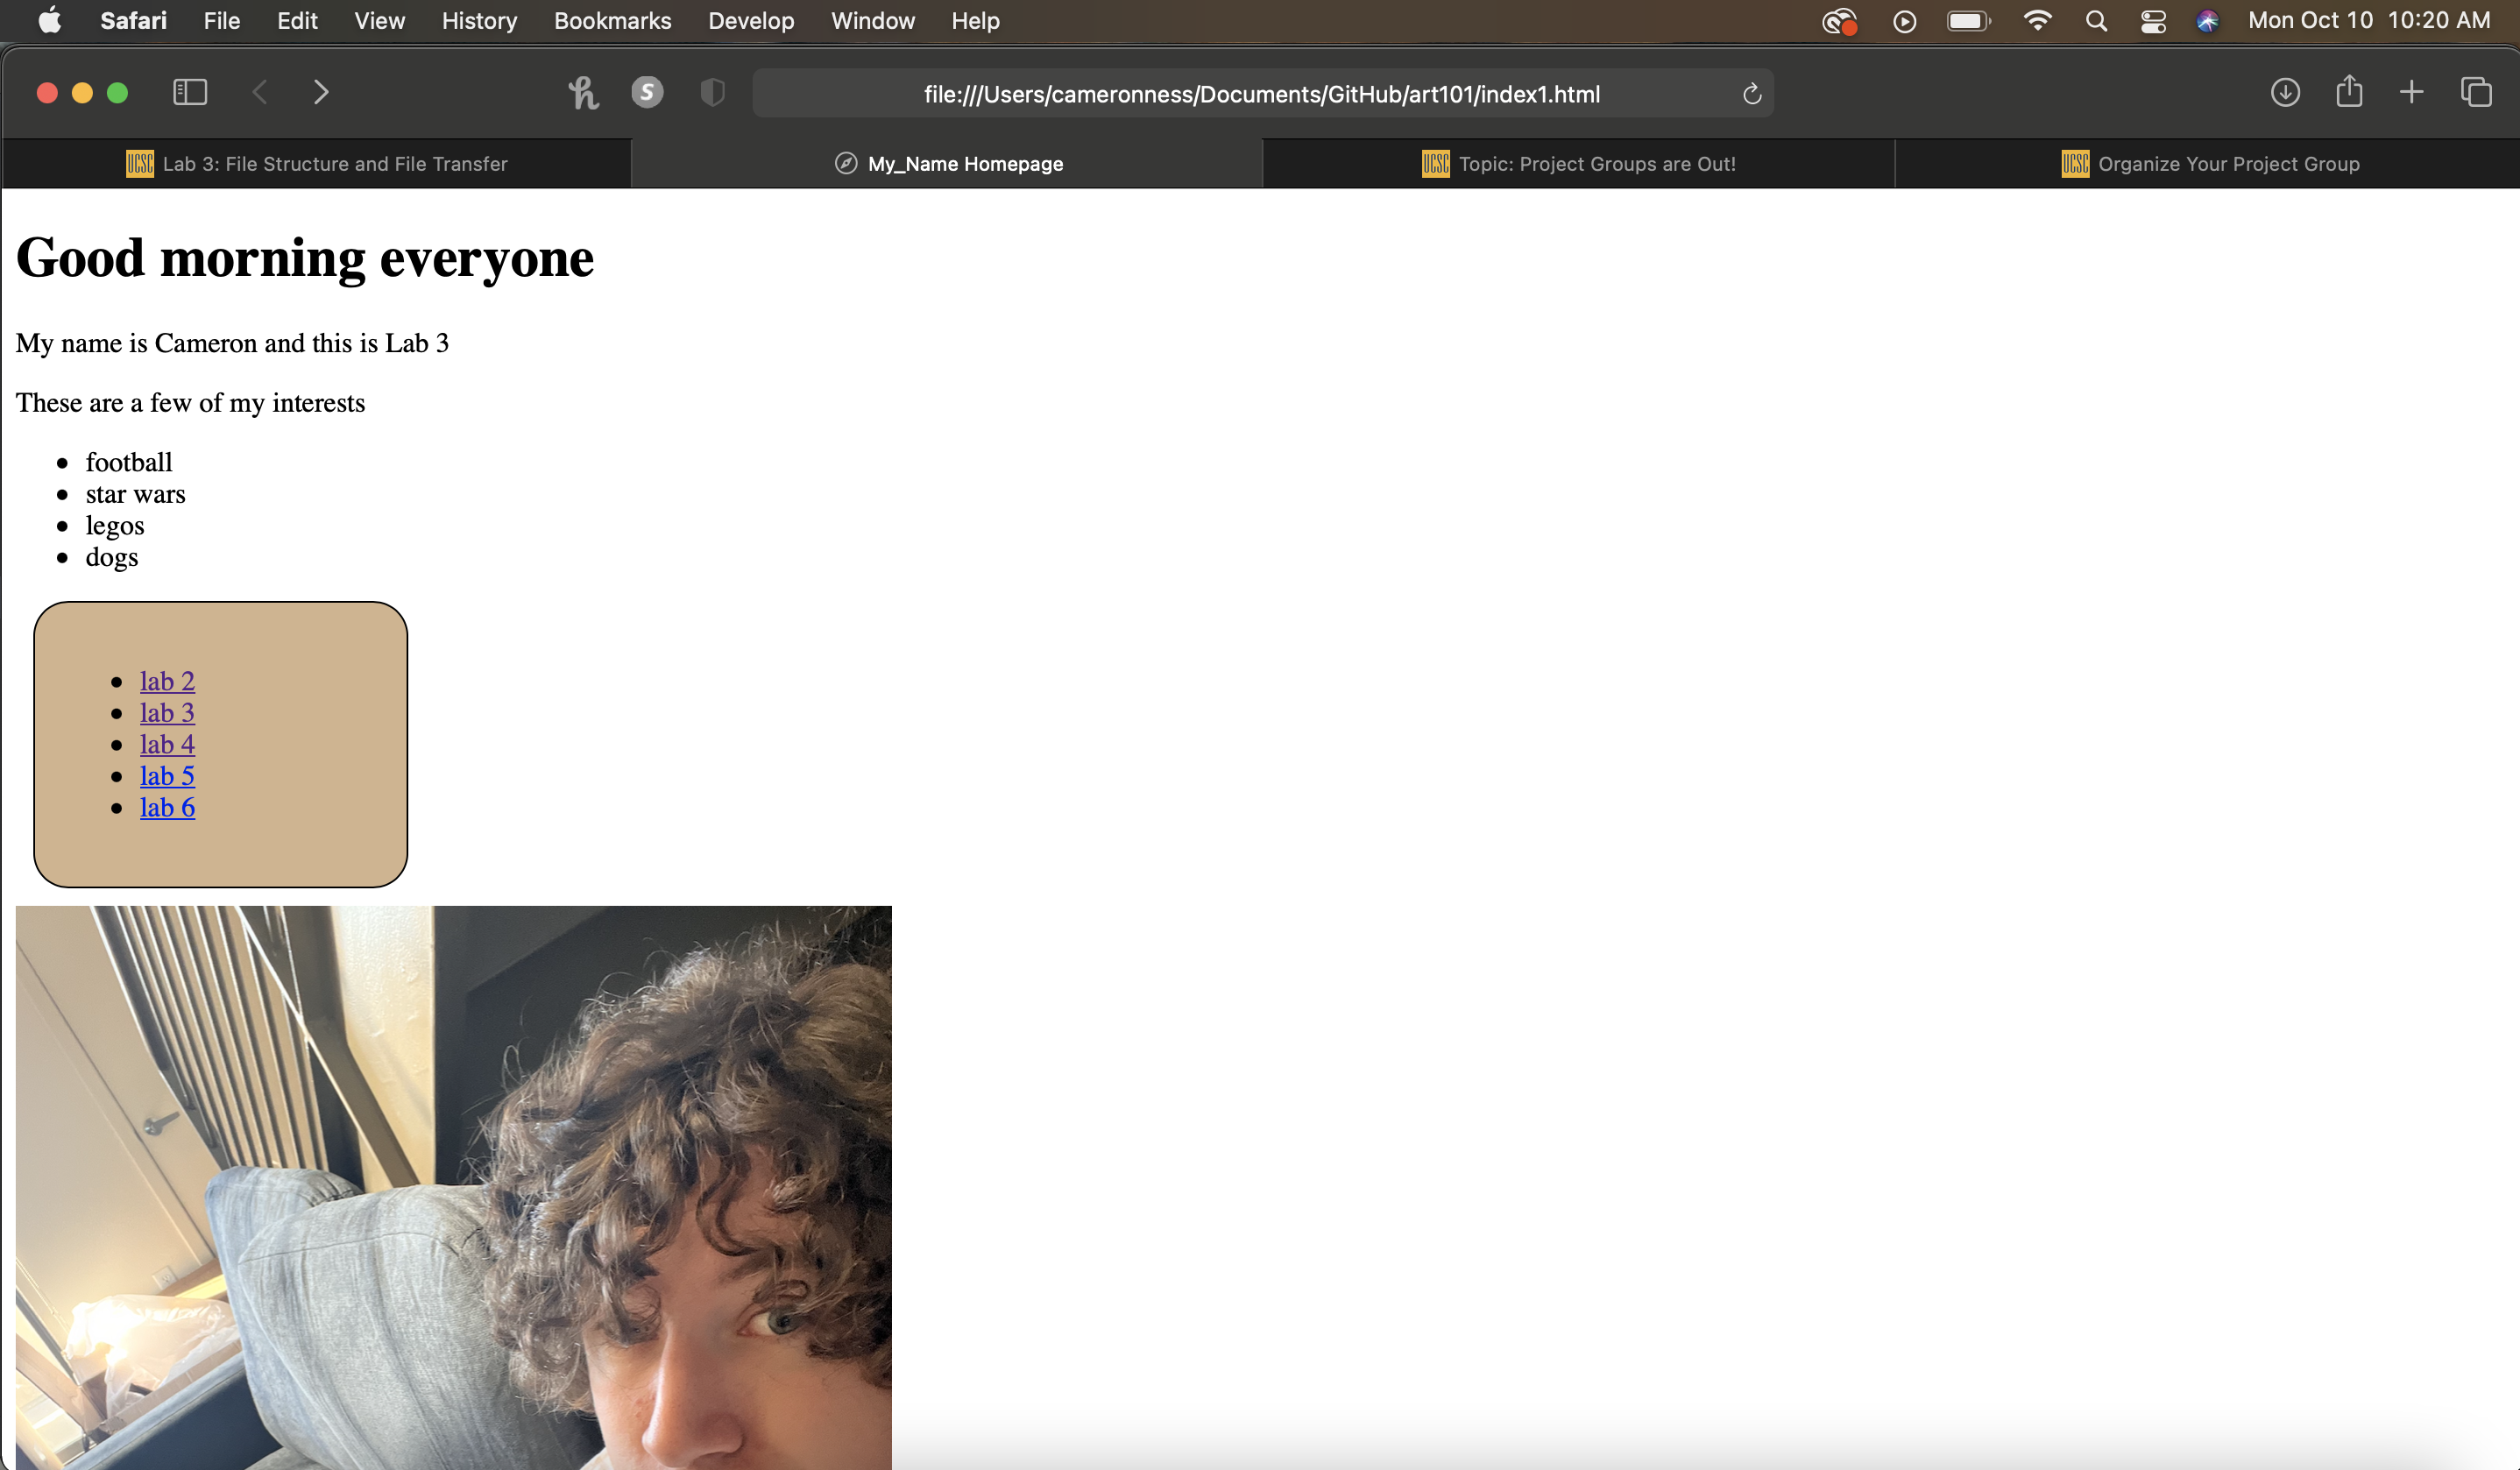 Safari File Edit View History Bookmarks Develop Window Help Mon Oct 10 10:20 AM
S file:///Users/cameronness/Documents/GitHub/art101/index1.html
UCSC Lab 3: File Structure and File Transfer My_Name Homepage UCSC Topic: Project Groups are Out! UCSC Organize Your Project Group
Good morning everyone
My name is Cameron and this is Lab 3
These are a few of my interests
football
star wars
legos
dogs
lab 2
lab 3
lab 4
lab 5
lab 6